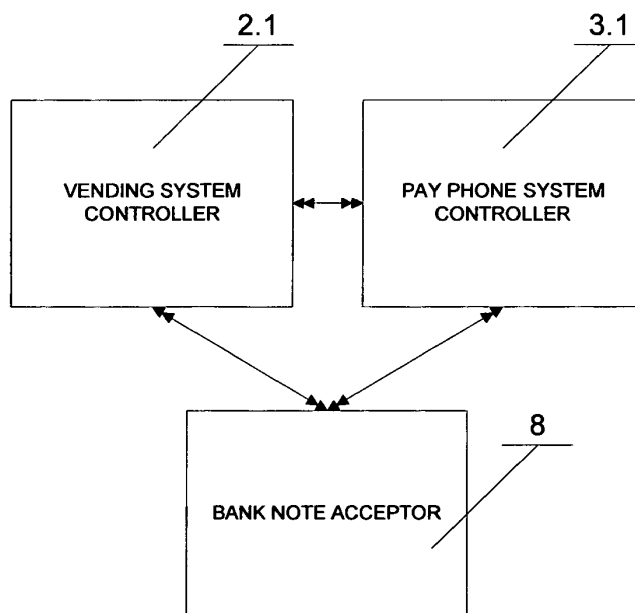 2.1
3.1
VENDING SYSTEM
CONTROLLER
PAY PHONE SYSTEM
CONTROLLER
8
BANK NOTE ACCEPTOR